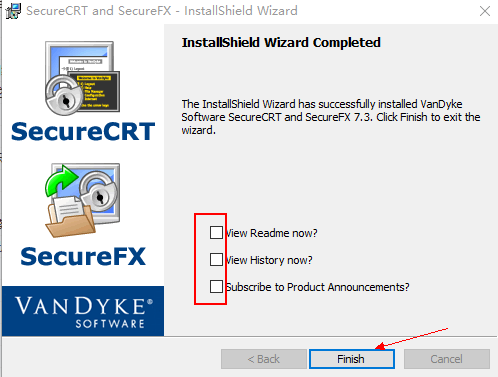 SecureCRT and SecureFX - InstallShield Wizard
InstallShield Wizard Completed
The InstallShield Wizard has successfully installed VanDyke
Software SecureCRT and SecureFX 7.3. Click Finish to exit the
wizard.
SecureCRT
SecureFX
VANDYKE®
SOFTWARE
View Readme now?
View History now?
Subscribe to Product Announcements?
< Back
Finish
Cancel